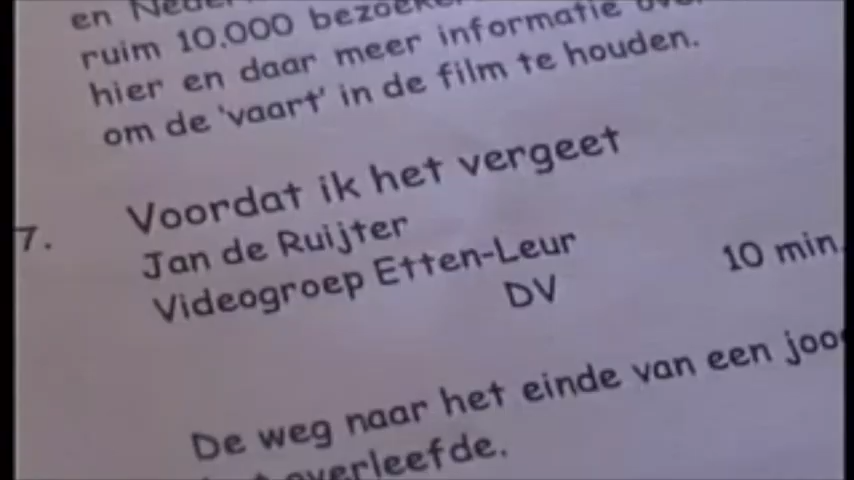 en
ruim 10.000
hier en daar meer informatie
om de 'vaart' in de film te houden.
7. Voordat ik het vergeet
Jan de Ruijter
Videogroep Etten-Leur
DV 10 min.
De weg naar het einde van een
overleefde.